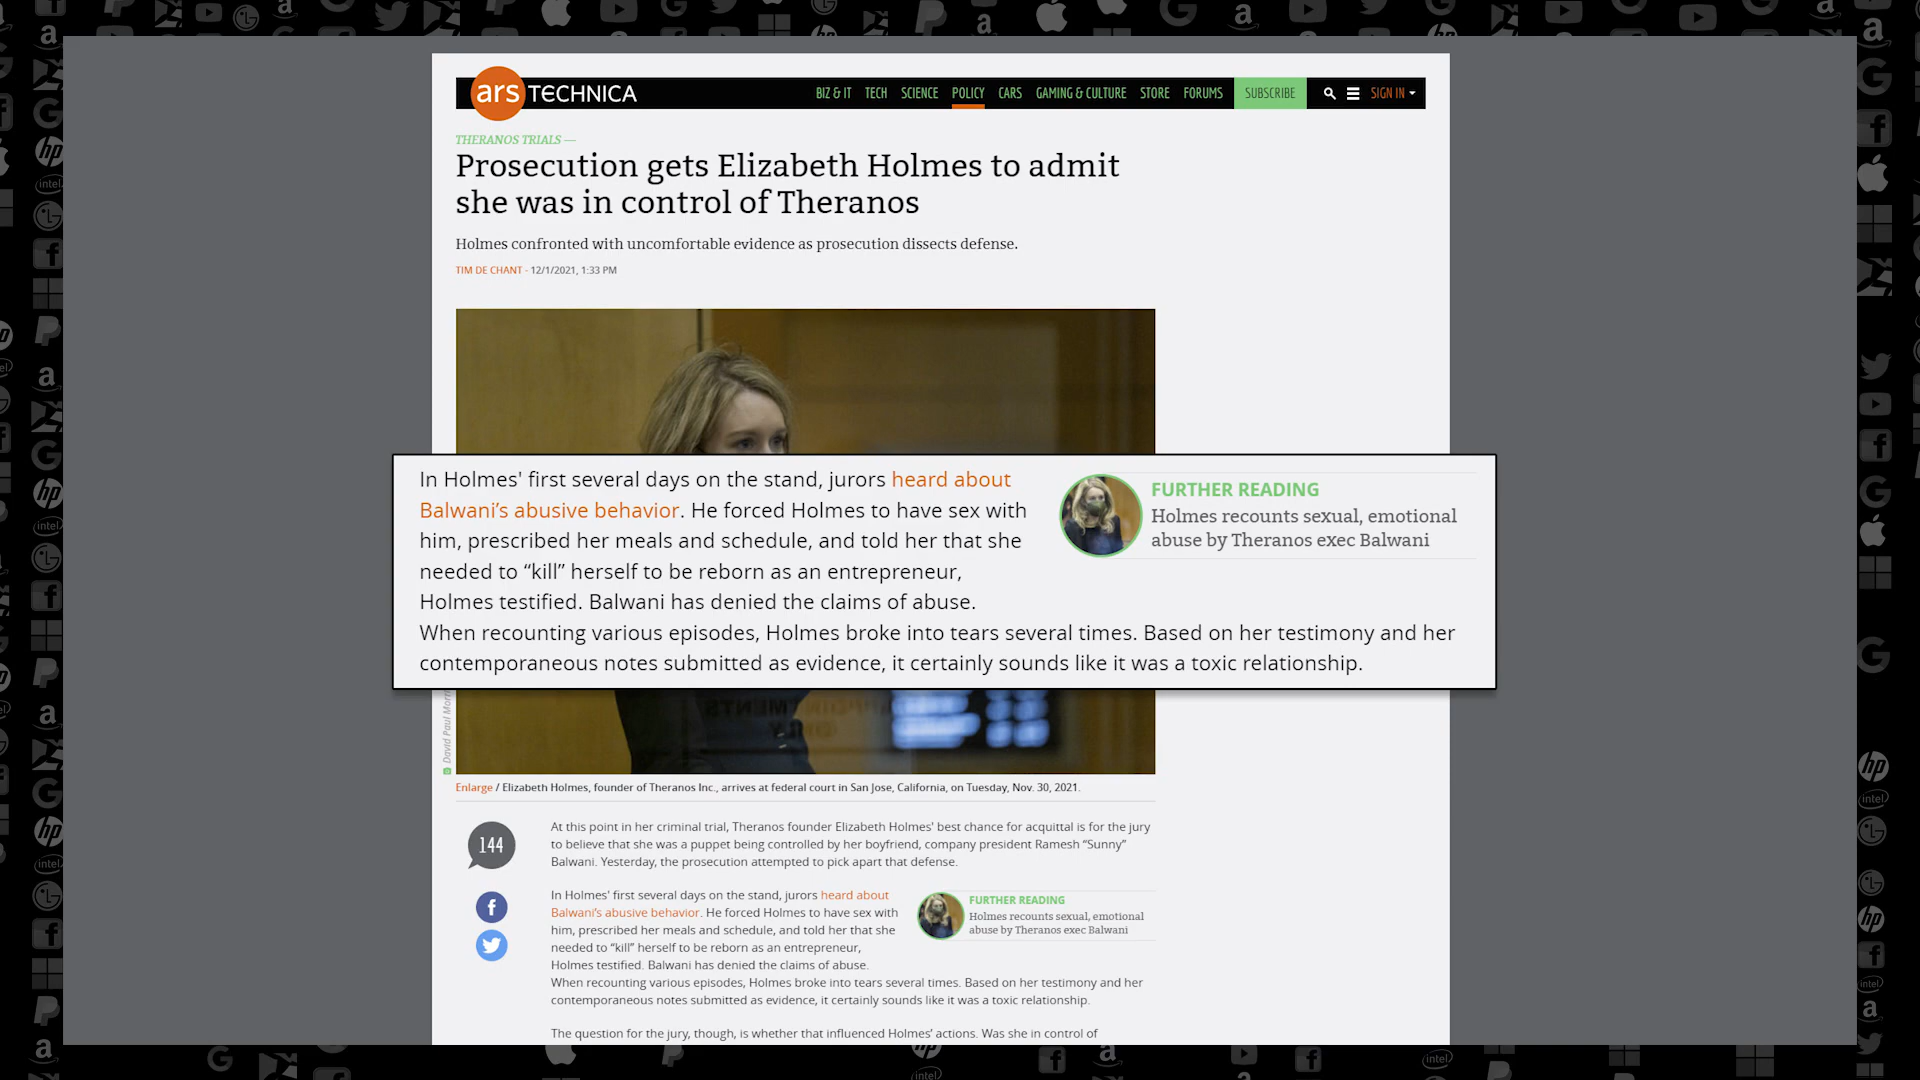 ars TECHNICA
BIZ & IT TECH SCIENCE POLICY CARS GAMING & CULTURE STORE FORUMS SUBSCRIBE SIGN IN
THERANOS TRIALS —
Prosecution gets Elizabeth Holmes to admit
she was in control of Theranos
Holmes confronted with uncomfortable evidence as prosecution dissects defense.
TIM DE CHANT - 12/1/2021, 1:33 PM
In Holmes' first several days on the stand, jurors heard about
Balwani’s abusive behavior. He forced Holmes to have sex with
him, prescribed her meals and schedule, and told her that she
needed to “kill” herself to be reborn as an entrepreneur,
Holmes testified. Balwani has denied the claims of abuse.
When recounting various episodes, Holmes broke into tears several times. Based on her testimony and her
contemporaneous notes submitted as evidence, it certainly sounds like it was a toxic relationship.
FURTHER READING
Holmes recounts sexual, emotional
abuse by Theranos exec Balwani
David Paul
Enlarge / Elizabeth Holmes, founder of Theranos Inc., arrives at federal court in San Jose, California, on Tuesday, Nov. 30, 2021.
144
At this point in her criminal trial, Theranos founder Elizabeth Holmes' best chance for acquittal is for the jury
to believe that she was a puppet being controlled by her boyfriend, company president Ramesh “Sunny”
Balwani. Yesterday, the prosecution attempted to pick apart that defense.
In Holmes' first several days on the stand, jurors heard about
Balwani’s abusive behavior. He forced Holmes to have sex with
him, prescribed her meals and schedule, and told her that she
needed to “kill” herself to be reborn as an entrepreneur,
Holmes testified. Balwani has denied the claims of abuse.
When recounting various episodes, Holmes broke into tears several times. Based on her testimony and her
contemporaneous notes submitted as evidence, it certainly sounds like it was a toxic relationship.
FURTHER READING
Holmes recounts sexual, emotional
abuse by Theranos exec Balwani
The question for the jury, though, is whether that influenced Holmes’ actions. Was she in control of